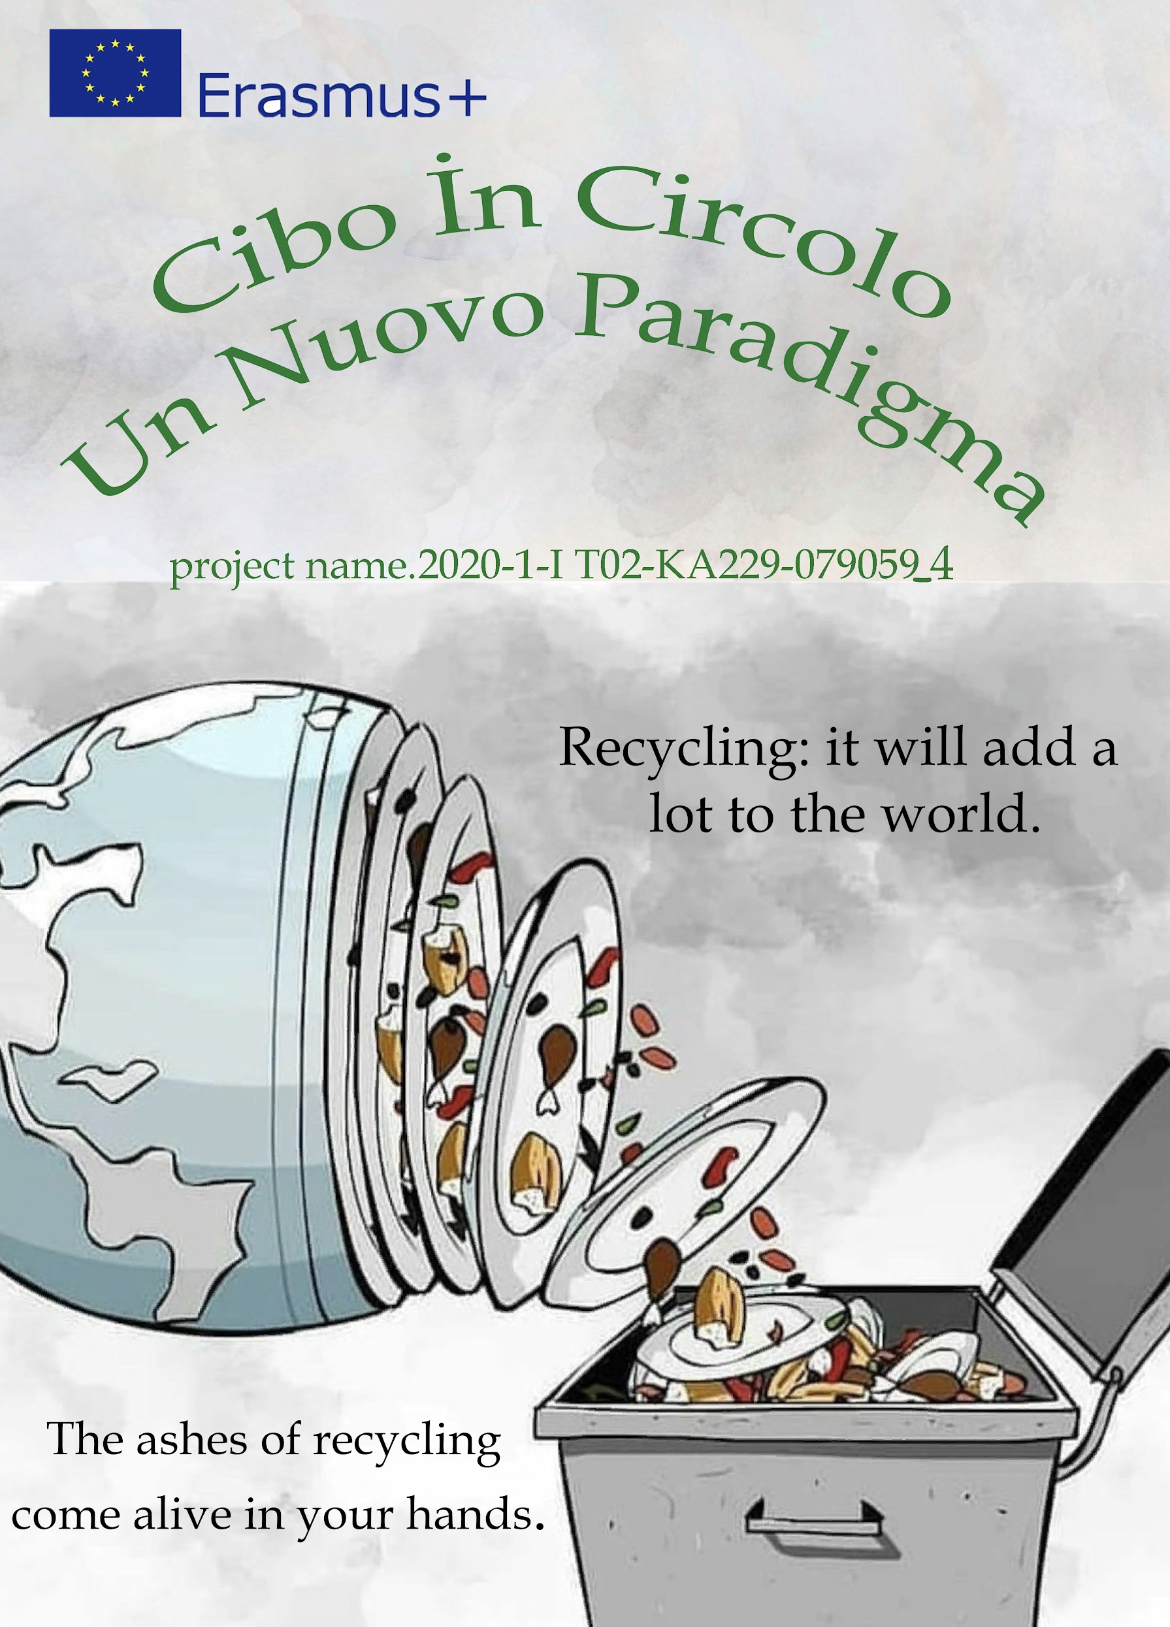 Erasmus+
Cibo İn Circolo
Un Nuovo Paradigma
project name.2020-1-I T02-KA229-079059_4
Recycling: it will add a
lot to the world.
The ashes of recycling
come alive in your hands.